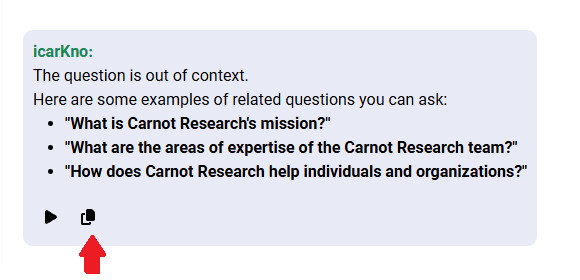 icarKno:
The question is out of context.
Here are some examples of related questions you can ask:
• "What is Carnot Research's mission?"
• "What are the areas of expertise of the Carnot Research team?"
• "How does Carnot Research help individuals and organizations?"